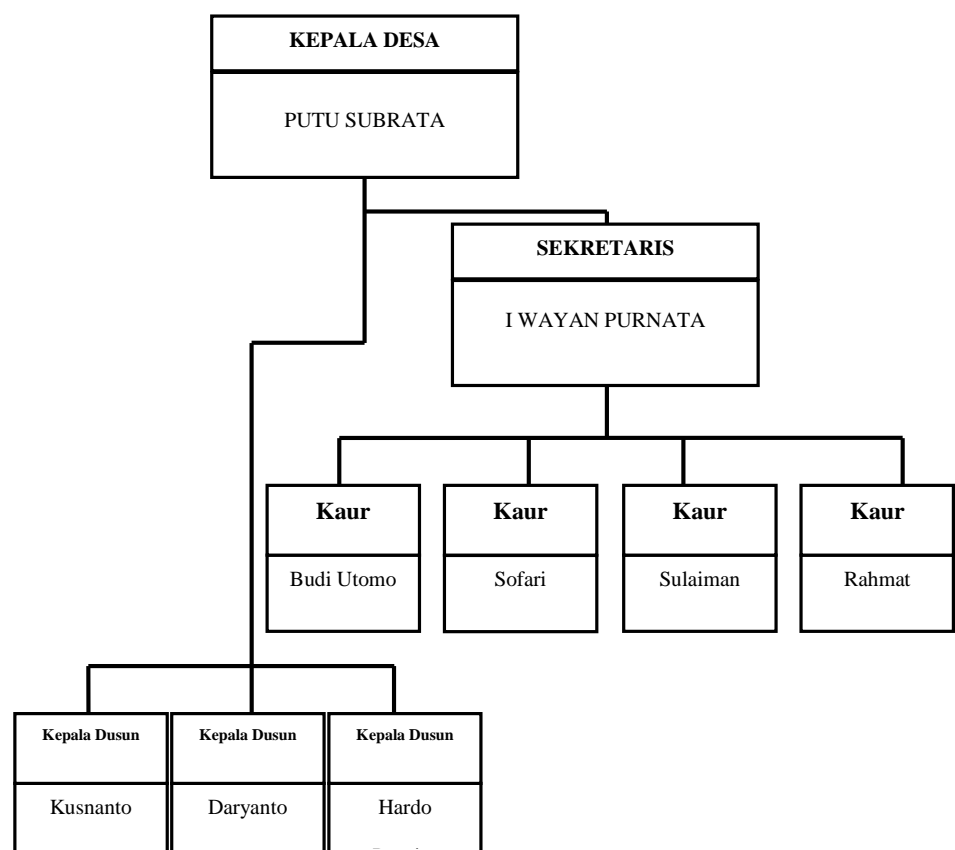 KEPALA DESA
PUTU SUBRATA
SEKRETARIS
I WAYAN PURNATA
Kaur
Budi Utomo
Kaur
Sofari
Kaur
Sulaiman
Kaur
Rahmat
Kepala Dusun
Kusnanto
Kepala Dusun
Daryanto
Kepala Dusun
Hardo